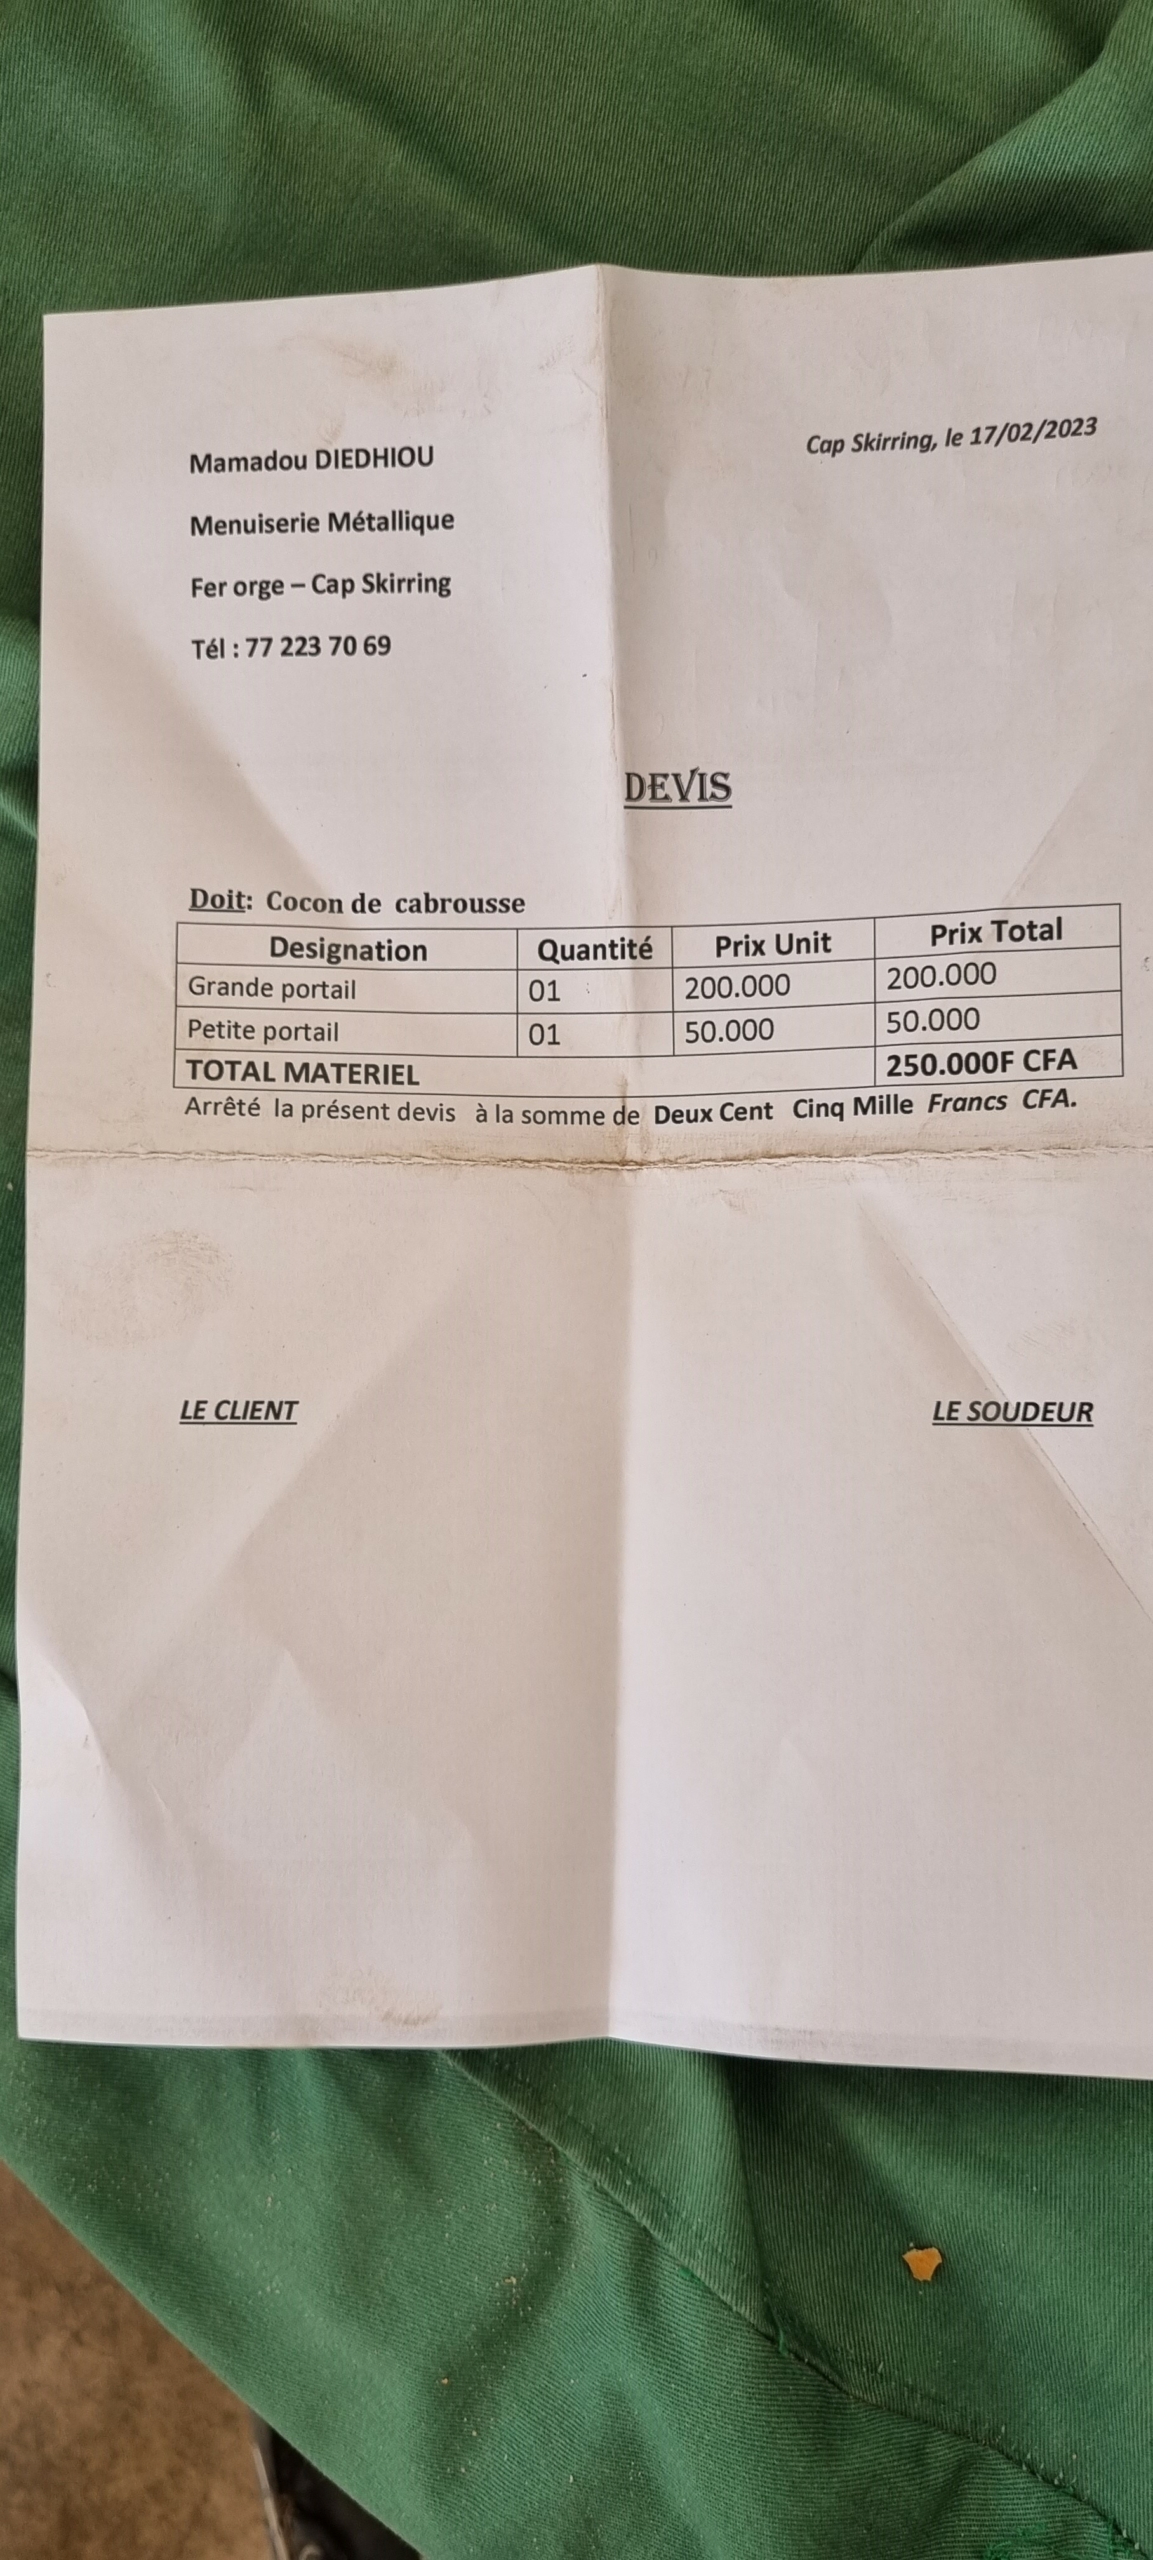 Mamadou DIEDHIOU
Cap Skirring, le 17/02/2023
Menuiserie Métallique
Fer orge – Cap Skirring
Tél : 77 223 70 69
DEVIS
Doit: Cocon de cabrousse
Designation Quantité Prix Unit Prix Total
Grande portail 01 200.000 200.000
Petite portail 01 50.000 50.000
TOTAL MATERIEL 250.000F CFA
Arrêté la présent devis à la somme de Deux Cent Cinq Mille Francs CFA.
LE CLIENT LE SOUDEUR